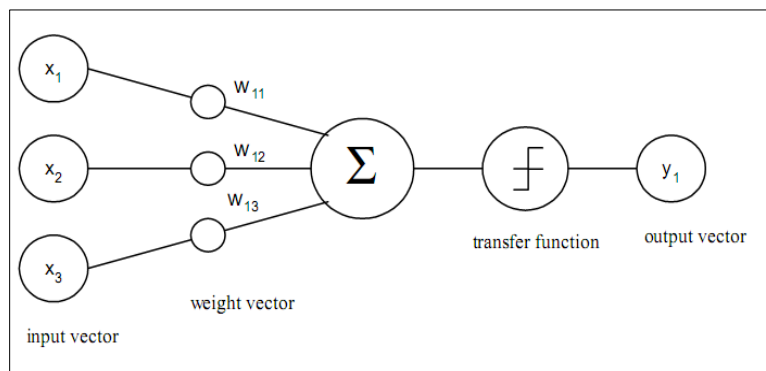 x1
W11
x2
W12
Σ
y1
W13
x3
transfer function
output vector
weight vector
input vector